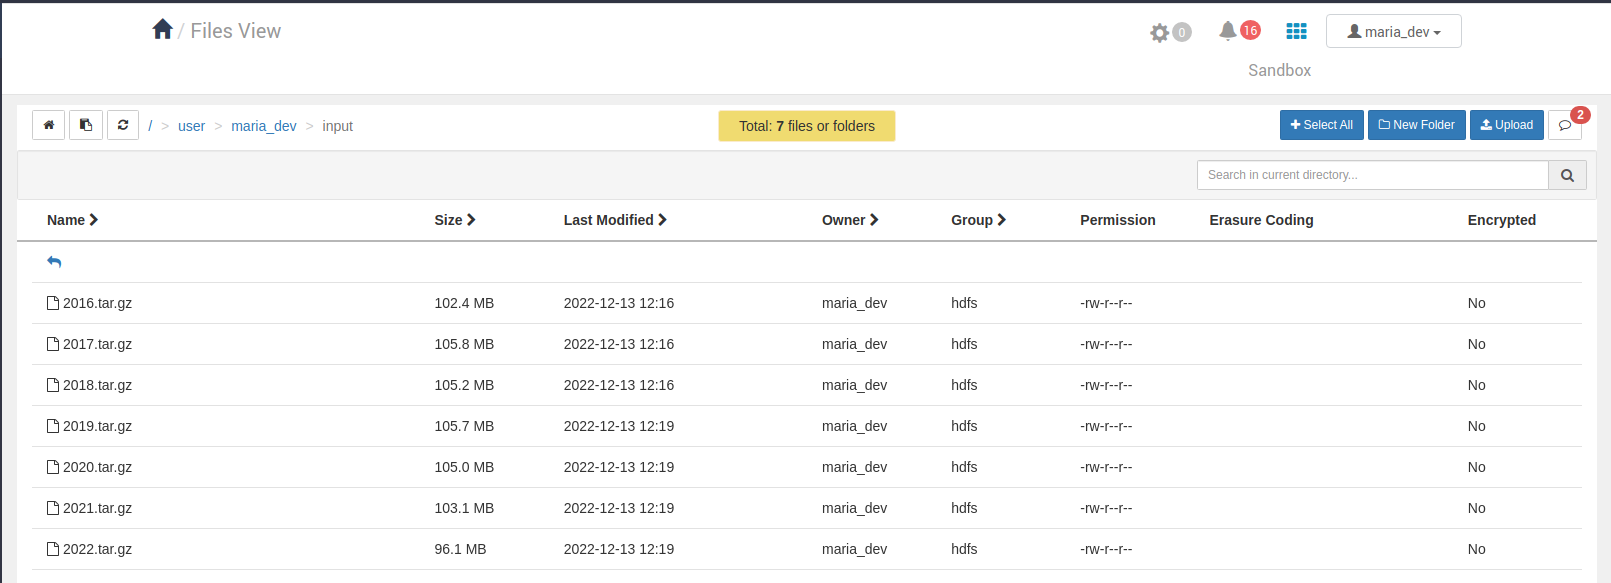 / Files View
0
16
maria_dev
Sandbox
/ > user > maria_dev > input
Total: 7 files or folders
Select All
New Folder
Upload
2
Search in current directory...
Name Size Last Modified Owner Group Permission Erasure Coding Encrypted
2016.tar.gz 102.4 MB 2022-12-13 12:16 maria_dev hdfs -rw-r--r-- No
2017.tar.gz 105.8 MB 2022-12-13 12:16 maria_dev hdfs -rw-r--r-- No
2018.tar.gz 105.2 MB 2022-12-13 12:16 maria_dev hdfs -rw-r--r-- No
2019.tar.gz 105.7 MB 2022-12-13 12:19 maria_dev hdfs -rw-r--r-- No
2020.tar.gz 105.0 MB 2022-12-13 12:19 maria_dev hdfs -rw-r--r-- No
2021.tar.gz 103.1 MB 2022-12-13 12:19 maria_dev hdfs -rw-r--r-- No
2022.tar.gz 96.1 MB 2022-12-13 12:19 maria_dev hdfs -rw-r--r-- No